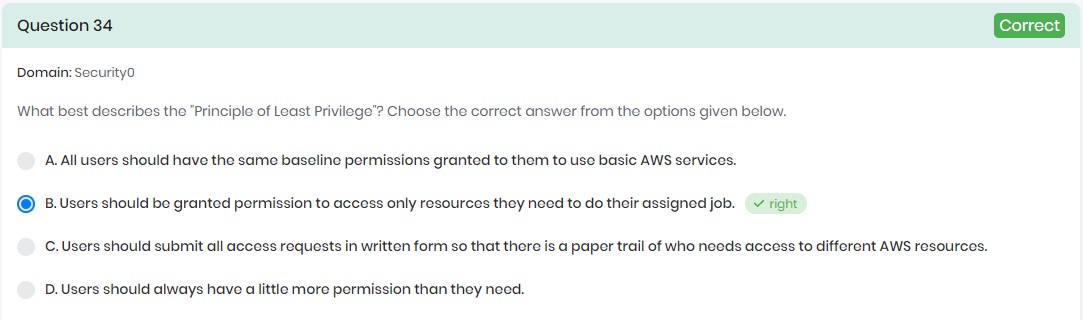 Question 34
Correct
Domain: Security0
What best describes the "Principle of Least Privilege"? Choose the correct answer from the options given below.
A. All users should have the same baseline permissions granted to them to use basic AWS services.
B. Users should be granted permission to access only resources they need to do their assigned job. ✓ right
C. Users should submit all access requests in written form so that there is a paper trail of who needs access to different AWS resources.
D. Users should always have a little more permission than they need.